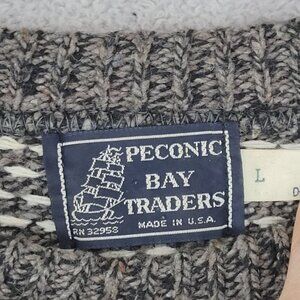 PECONIC
BAY
TRADERS
MADE IN U.S.A.
RN 32958
L